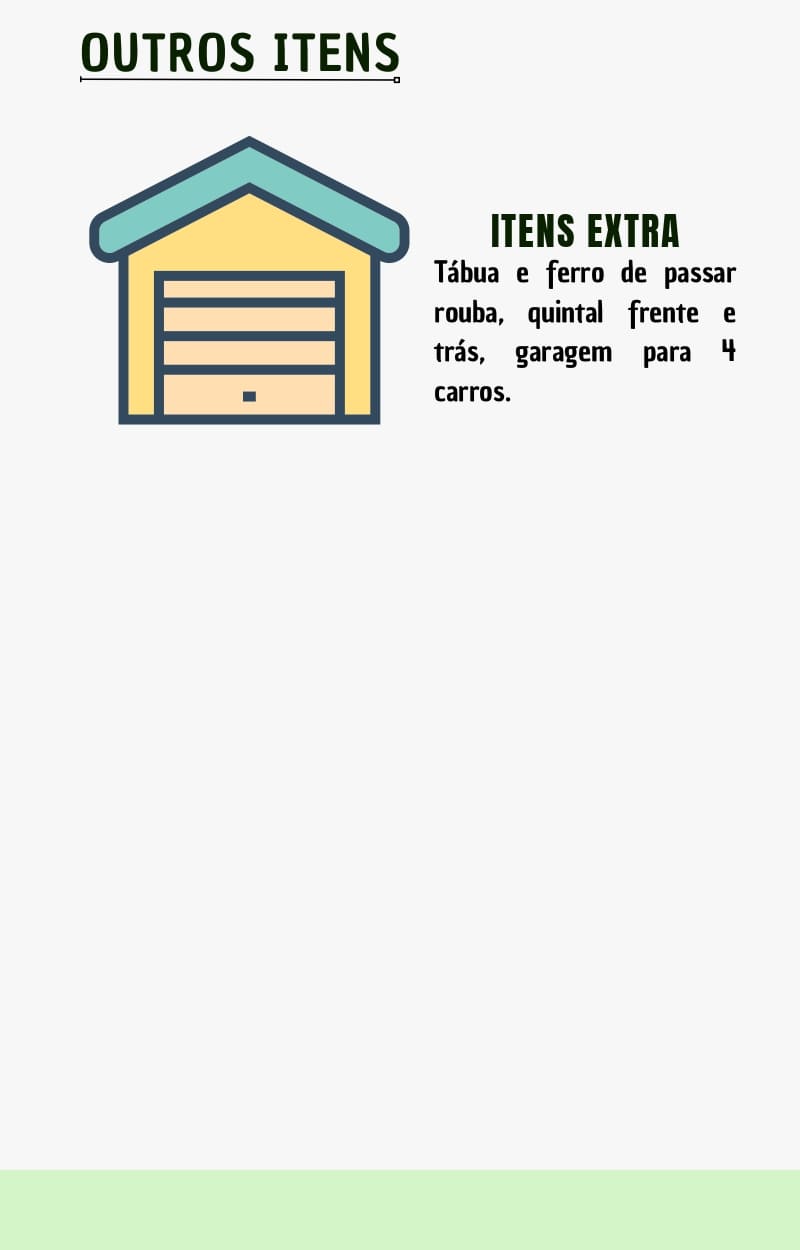 OUTROS ITENS
ITENS EXTRA
Tábua e ferro de passar
rouba, quintal frente e
trás, garagem para 4
carros.